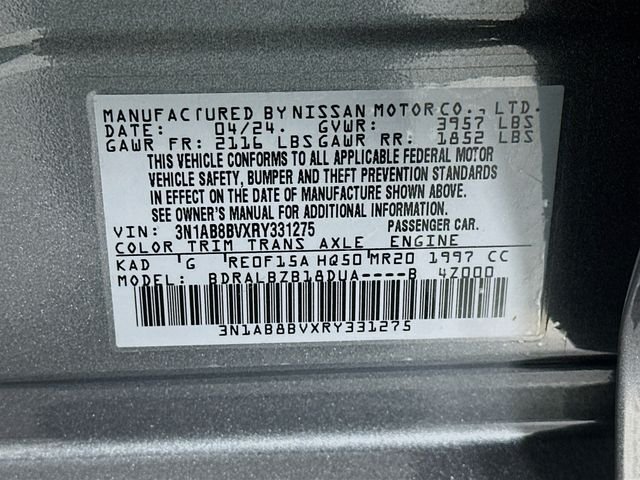 MANUFACTURED BY NISSAN MOTOR CO., LTD.
DATE: 04/24. GVWR: 3957 LBS
GAWR FR: 2116 LBS GAWR RR: 1852 LBS
THIS VEHICLE CONFORMS TO ALL APPLICABLE FEDERAL MOTOR
VEHICLE SAFETY, BUMPER AND THEFT PREVENTION STANDARDS
IN EFFECT ON THE DATE OF MANUFACTURE SHOWN ABOVE.
SEE OWNER'S MANUAL FOR ADDITIONAL INFORMATION.
VIN: 3N1AB8BVXRY331275 PASSENGER CAR.
COLOR TRIM TRANS AXLE ENGINE
KAD G RE0F15A HQ50 MR20 1997 CC
MODEL: BDRALBZB18DUA----B 4Z000
3N1AB8BVXRY331275